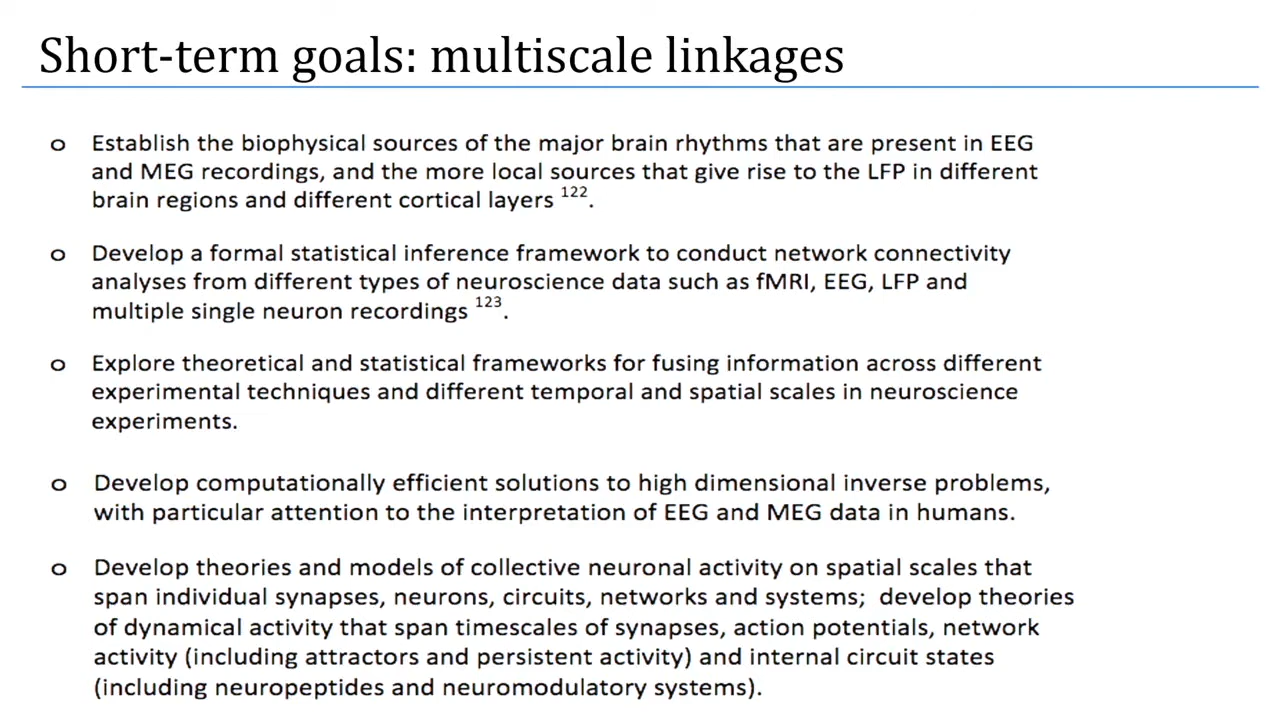 Short-term goals: multiscale linkages
o Establish the biophysical sources of the major brain rhythms that are present in EEG
and MEG recordings, and the more local sources that give rise to the LFP in different
brain regions and different cortical layers 122.
o Develop a formal statistical inference framework to conduct network connectivity
analyses from different types of neuroscience data such as fMRI, EEG, LFP and
multiple single neuron recordings 123.
o Explore theoretical and statistical frameworks for fusing information across different
experimental techniques and different temporal and spatial scales in neuroscience
experiments.
o Develop computationally efficient solutions to high dimensional inverse problems,
with particular attention to the interpretation of EEG and MEG data in humans.
o Develop theories and models of collective neuronal activity on spatial scales that
span individual synapses, neurons, circuits, networks and systems; develop theories
of dynamical activity that span timescales of synapses, action potentials, network
activity (including attractors and persistent activity) and internal circuit states
(including neuropeptides and neuromodulatory systems).